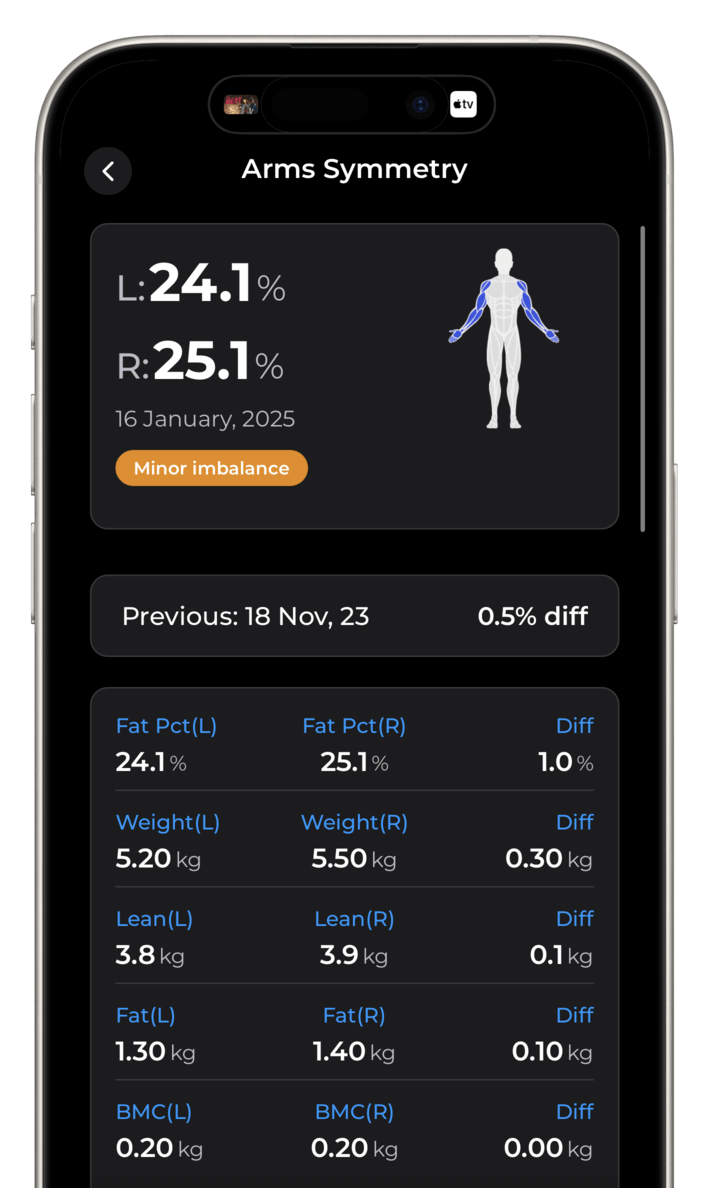 tv
Arms Symmetry
L:24.1%
R:25.1%
16 January, 2025
Minor imbalance
Previous: 18 Nov, 23 0.5% diff
Fat Pct(L) Fat Pct(R) Diff
24.1% 25.1% 1.0%
Weight(L) Weight(R) Diff
5.20 kg 5.50 kg 0.30 kg
Lean(L) Lean(R) Diff
3.8 kg 3.9 kg 0.1 kg
Fat(L) Fat(R) Diff
1.30 kg 1.40 kg 0.10 kg
BMC(L) BMC(R) Diff
0.20 kg 0.20 kg 0.00 kg